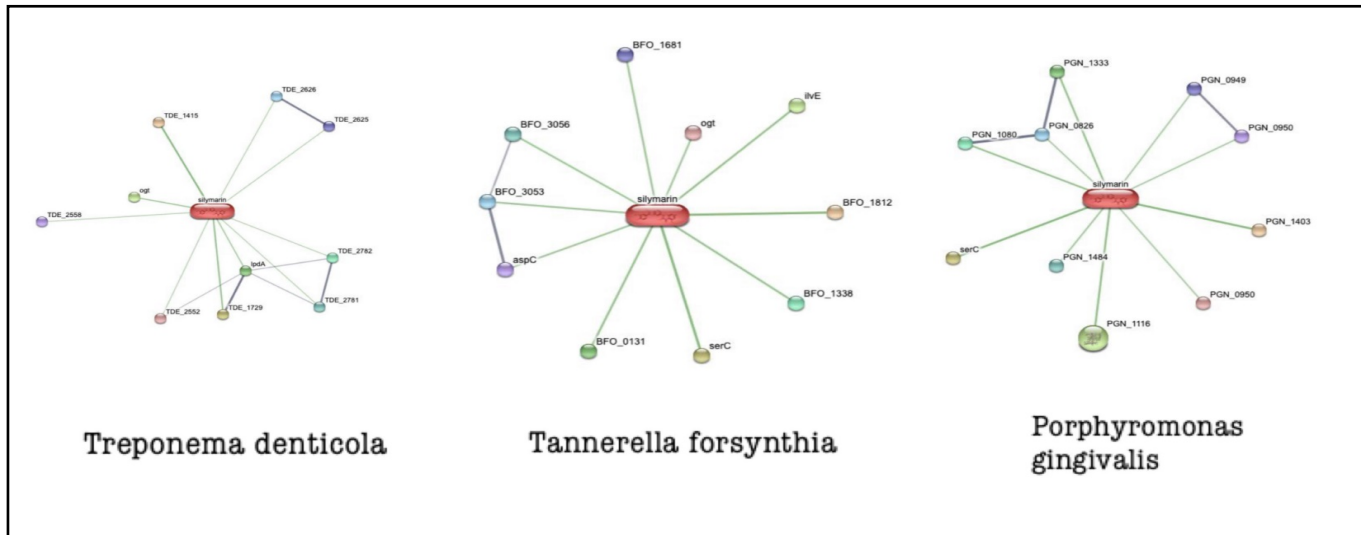 TDE_2626
TDE_2625
TDE_1415
ogt
silymarin
TDE_2558
TDE_2782
lpdA
TDE_2781
TDE_2552
TDE_1729
Treponema denticola
BFO_1681
ilvE
ogt
BFO_3056
BFO_3053
silymarin
BFO_1812
aspC
BFO_1338
BFO_0131
serC
Tannerella forsynthia
PGN_1333
PGN_0949
PGN_0826
PGN_0950
PGN_1080
silymarin
PGN_1403
serC
PGN_1484
PGN_0950
PGN_1116
Porphyromonas
gingivalis